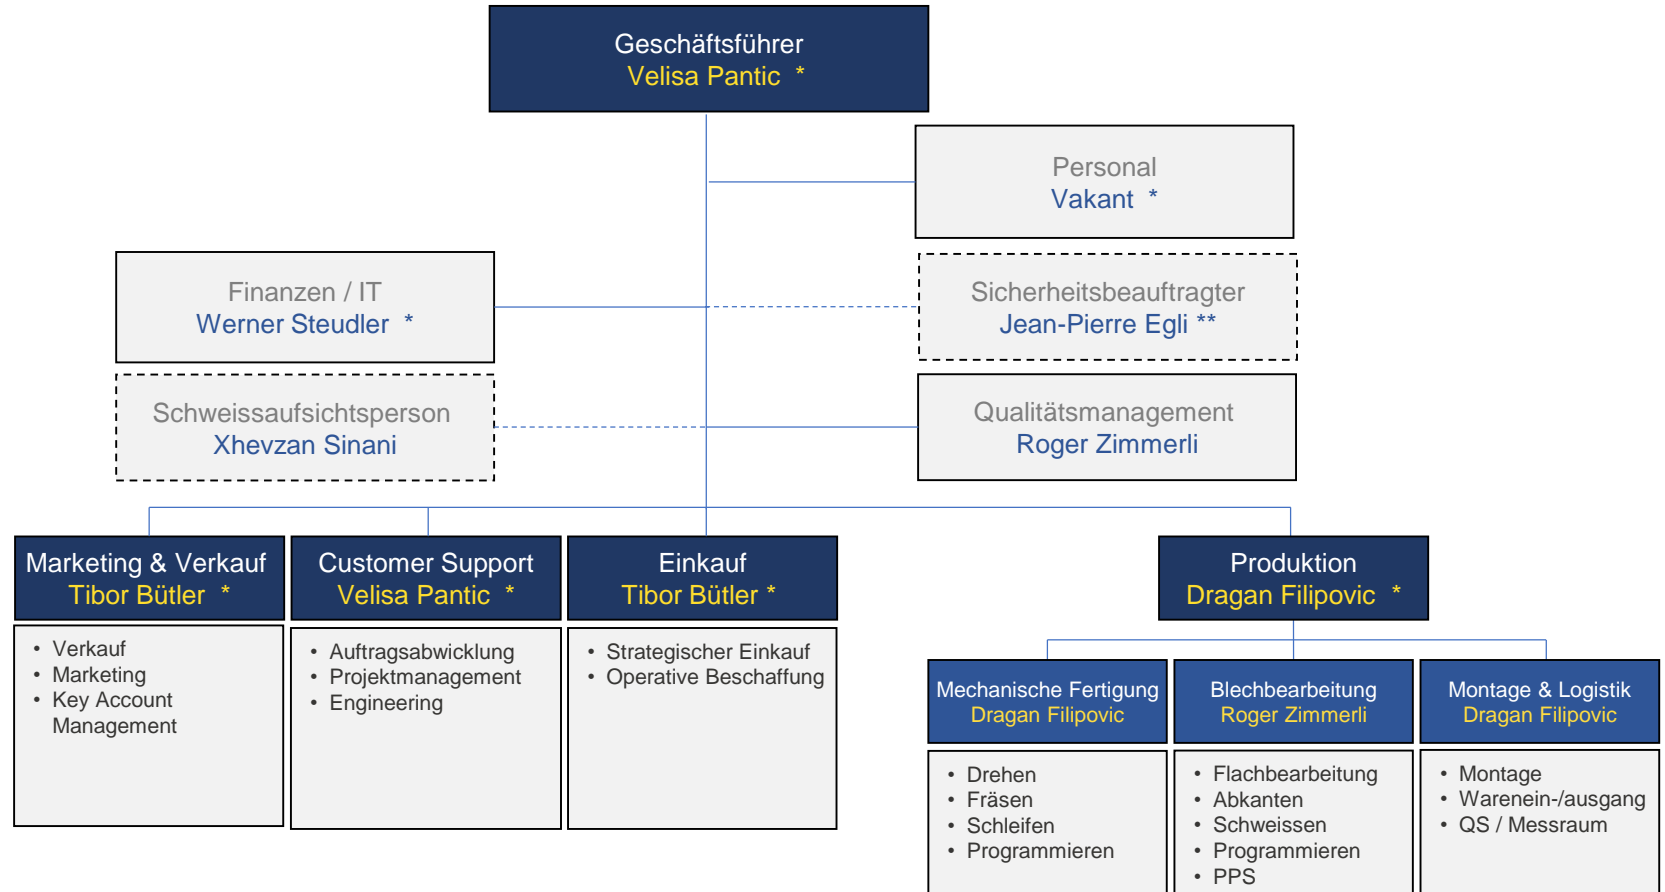 Geschäftsführer
Velisa Pantic *
Personal
Vakant *
Finanzen / IT
Werner Steudler *
Sicherheitsbeauftragter
Jean-Pierre Egli **
Schweissaufsichtsperson
Xhevzan Sinani
Qualitätsmanagement
Roger Zimmerli
Marketing & Verkauf
Tibor Bütler *
• Verkauf
• Marketing
• Key Account
Management
Customer Support
Velisa Pantic *
• Auftragsabwicklung
• Projektmanagement
• Engineering
Einkauf
Tibor Bütler *
• Strategischer Einkauf
• Operative Beschaffung
Produktion
Dragan Filipovic *
Mechanische Fertigung
Dragan Filipovic
• Drehen
• Fräsen
• Schleifen
• Programmieren
Blechbearbeitung
Roger Zimmerli
• Flachbearbeitung
• Abkanten
• Schweissen
• Programmieren
• PPS
Montage & Logistik
Dragan Filipovic
• Montage
• Warenein-/ausgang
• QS / Messraum